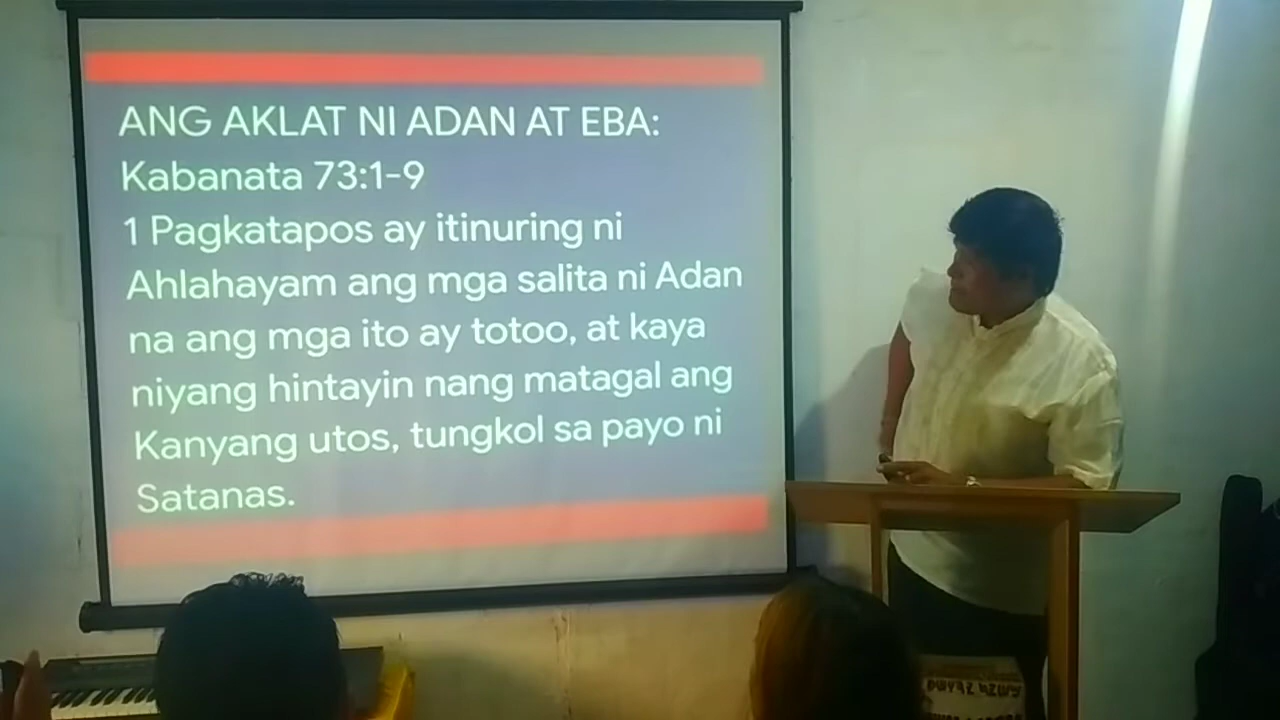 ANG AKLAT NI ADAN AT EBA:
Kabanata 73:1-9
1 Pagkatapos ay itinuring ni
Ahlahayam ang mga salita ni Adan
na ang mga ito ay totoo, at kaya
niyang hintayin nang matagal ang
Kanyang utos, tungkol sa payo ni
Satanas.